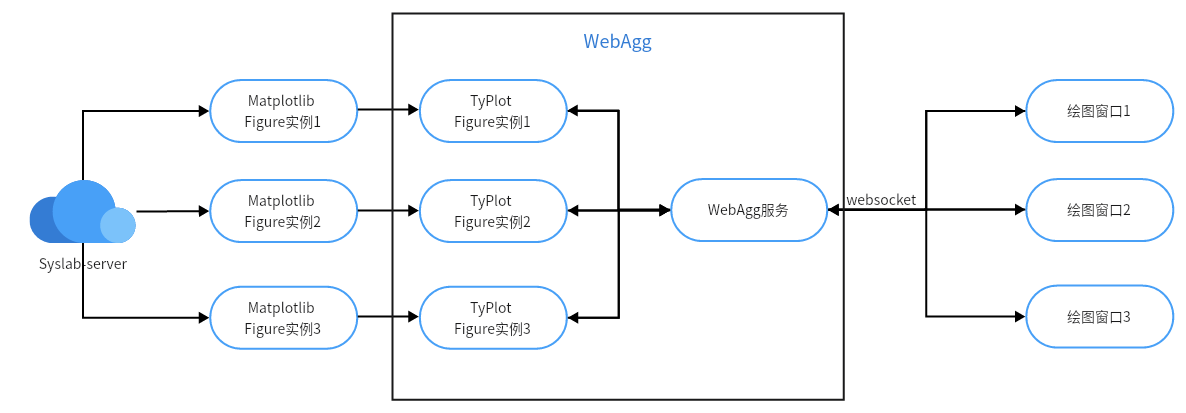 WebAgg
Matplotlib
Figure实例1
TyPlot
Figure实例1
绘图窗口1
Matplotlib
Figure实例2
TyPlot
Figure实例2
WebAgg服务
websocket
绘图窗口2
Syslab-server
Matplotlib
Figure实例3
TyPlot
Figure实例3
绘图窗口3